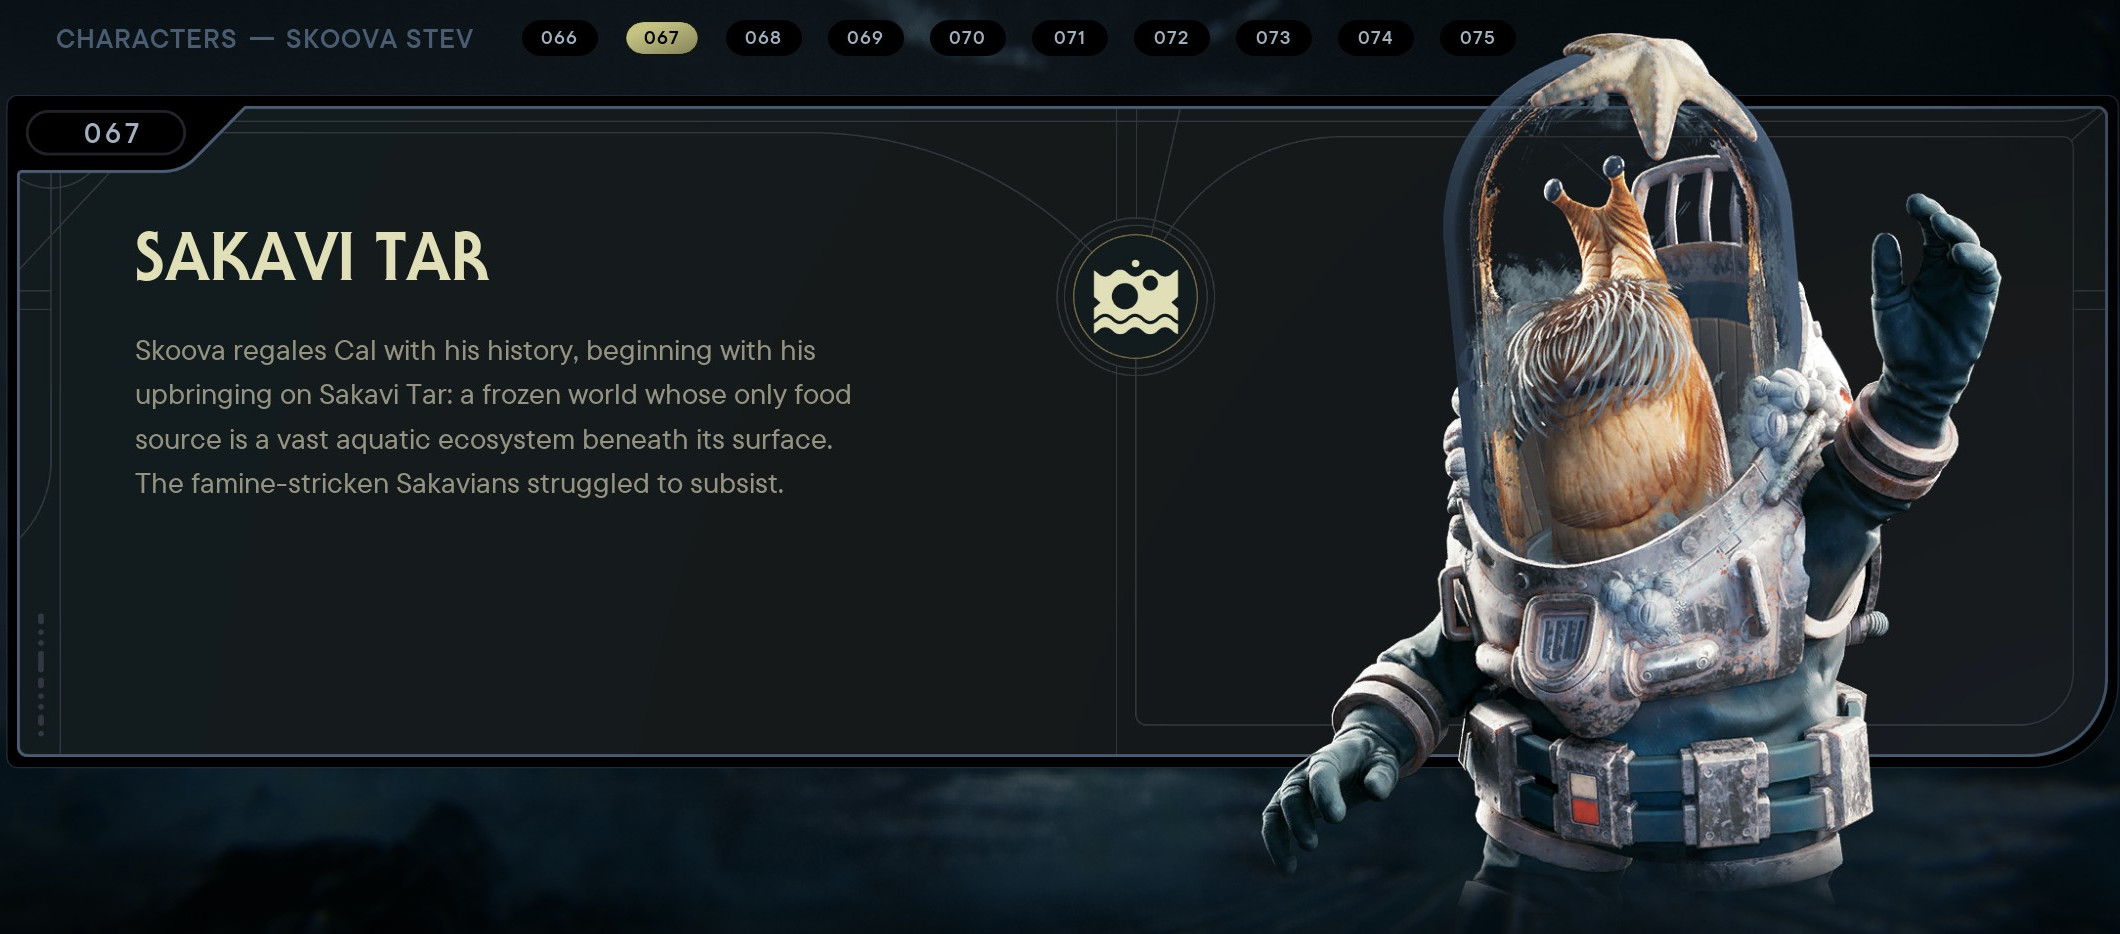 CHARACTERS — SKOOVA STEV
066 067 068 069 070 071 072 073 074 075
067
SAKAVI TAR
Skoova regales Cal with his history, beginning with his
upbringing on Sakavi Tar: a frozen world whose only food
source is a vast aquatic ecosystem beneath its surface.
The famine-stricken Sakavians struggled to subsist.